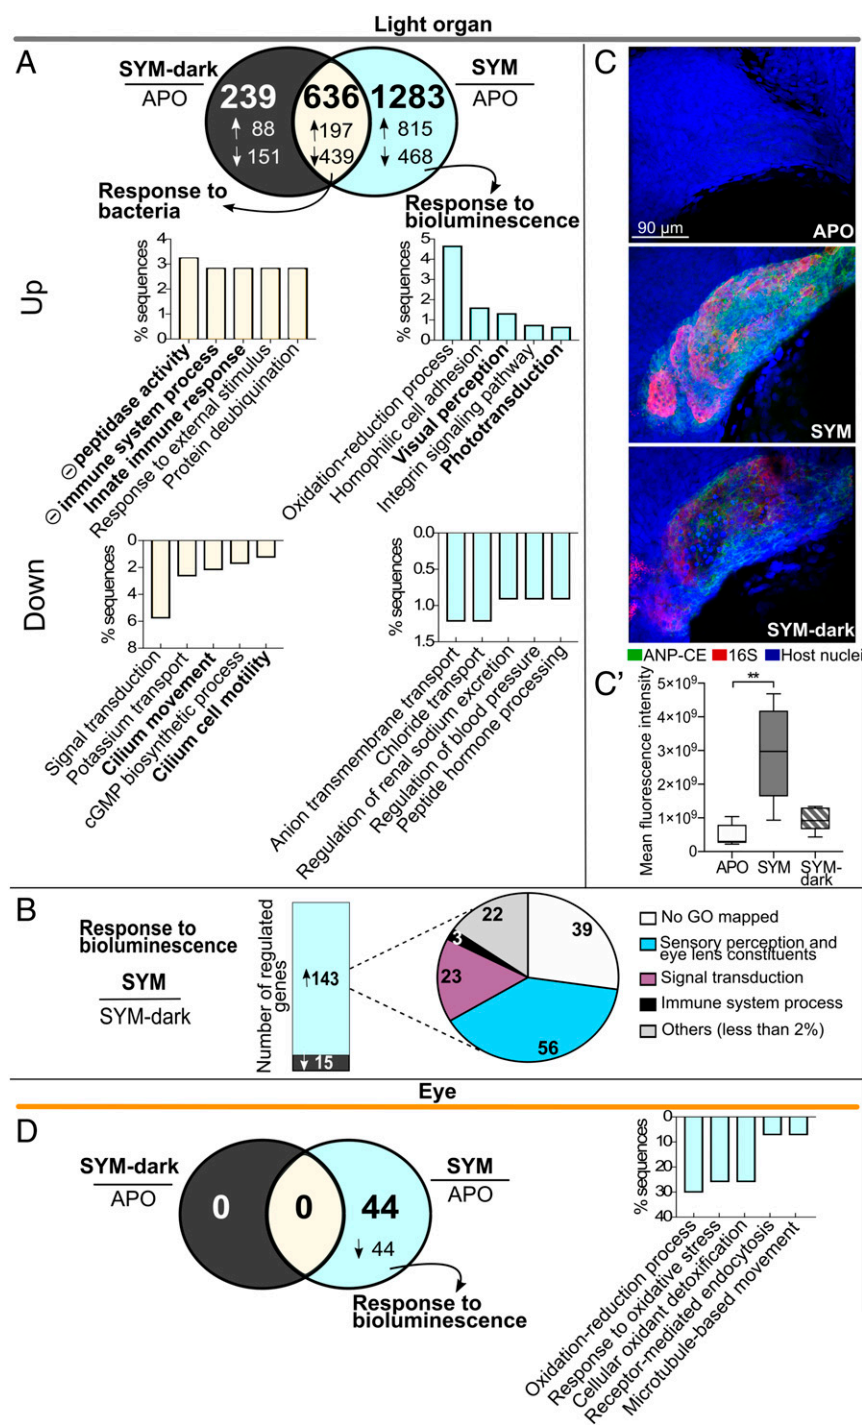 Light organ
A
SYM-dark
APO
239
↑ 88
↓ 151
636
↑197
↓439
1283
↑ 815
↓ 468
SYM
APO
Response to
bacteria
Response to
bioluminescence
Up
% sequences
4
3
2
1
0
⊖ peptidase activity
⊖ immune system process
Innate immune response
Response to external stimulus
Protein deubiquination
% sequences
5
4
3
2
1
0
Oxidation-reduction process
Homophilic cell adhesion
Visual perception
Integrin signaling pathway
Phototransduction
Down
% sequences
0
2
4
6
8
Signal transduction
Potassium transport
Cilium movement
cGMP biosynthetic process
Cilium cell motility
% sequences
0.0
0.5
1.0
1.5
Anion transmembrane transport
Chloride transport
Regulation of renal sodium excretion
Regulation of blood pressure
Peptide hormone processing
C
90 µm
APO
SYM
SYM-dark
ANP-CE 16S Host nuclei
C'
Mean fluorescence intensity
5×10⁹
4×10⁹
3×10⁹
2×10⁹
1×10⁹
0
**
APO
SYM
SYM-
dark
B
Response to
bioluminescence
SYM
SYM-dark
Number of regulated
genes
↑143
↓ 15
22
39
3
23
56
No GO mapped
Sensory perception and
eye lens constituents
Signal transduction
Immune system process
Others (less than 2%)
Eye
D
SYM-dark
APO
0
0
44
↓ 44
SYM
APO
Response to
bioluminescence
% sequences
0
10
20
30
40
Oxidation-reduction process
Response to oxidative stress
Cellular oxidant detoxification
Receptor-mediated endocytosis
Microtubule-based movement